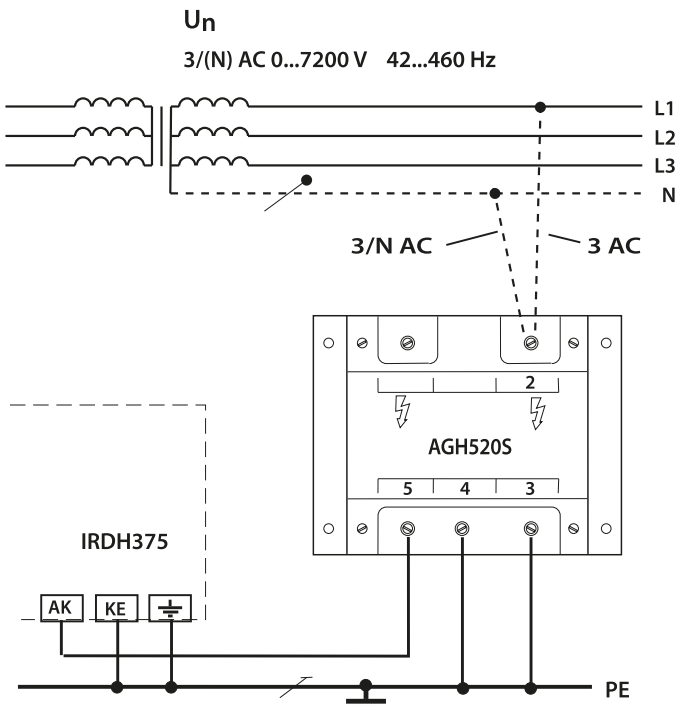 Un
3/(N) AC 0...7200 V 42...460 Hz
L1
L2
L3
N
3/N AC 3 AC
2
AGH520S
5 4 3
IRDH375
AK KE
PE